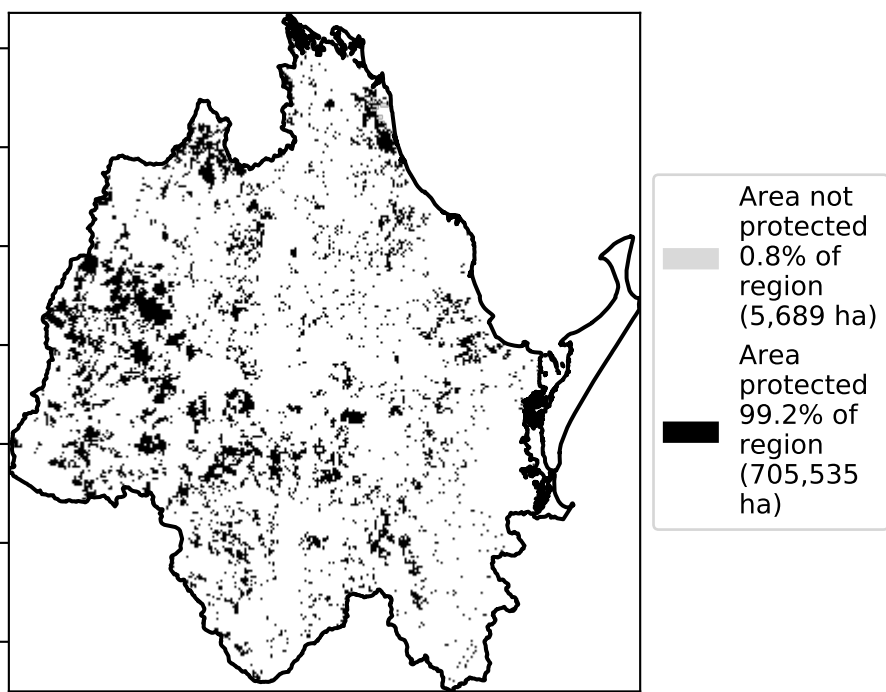 Area not
protected
0.8% of
region
(5,689 ha)
Area
protected
99.2% of
region
(705,535
ha)